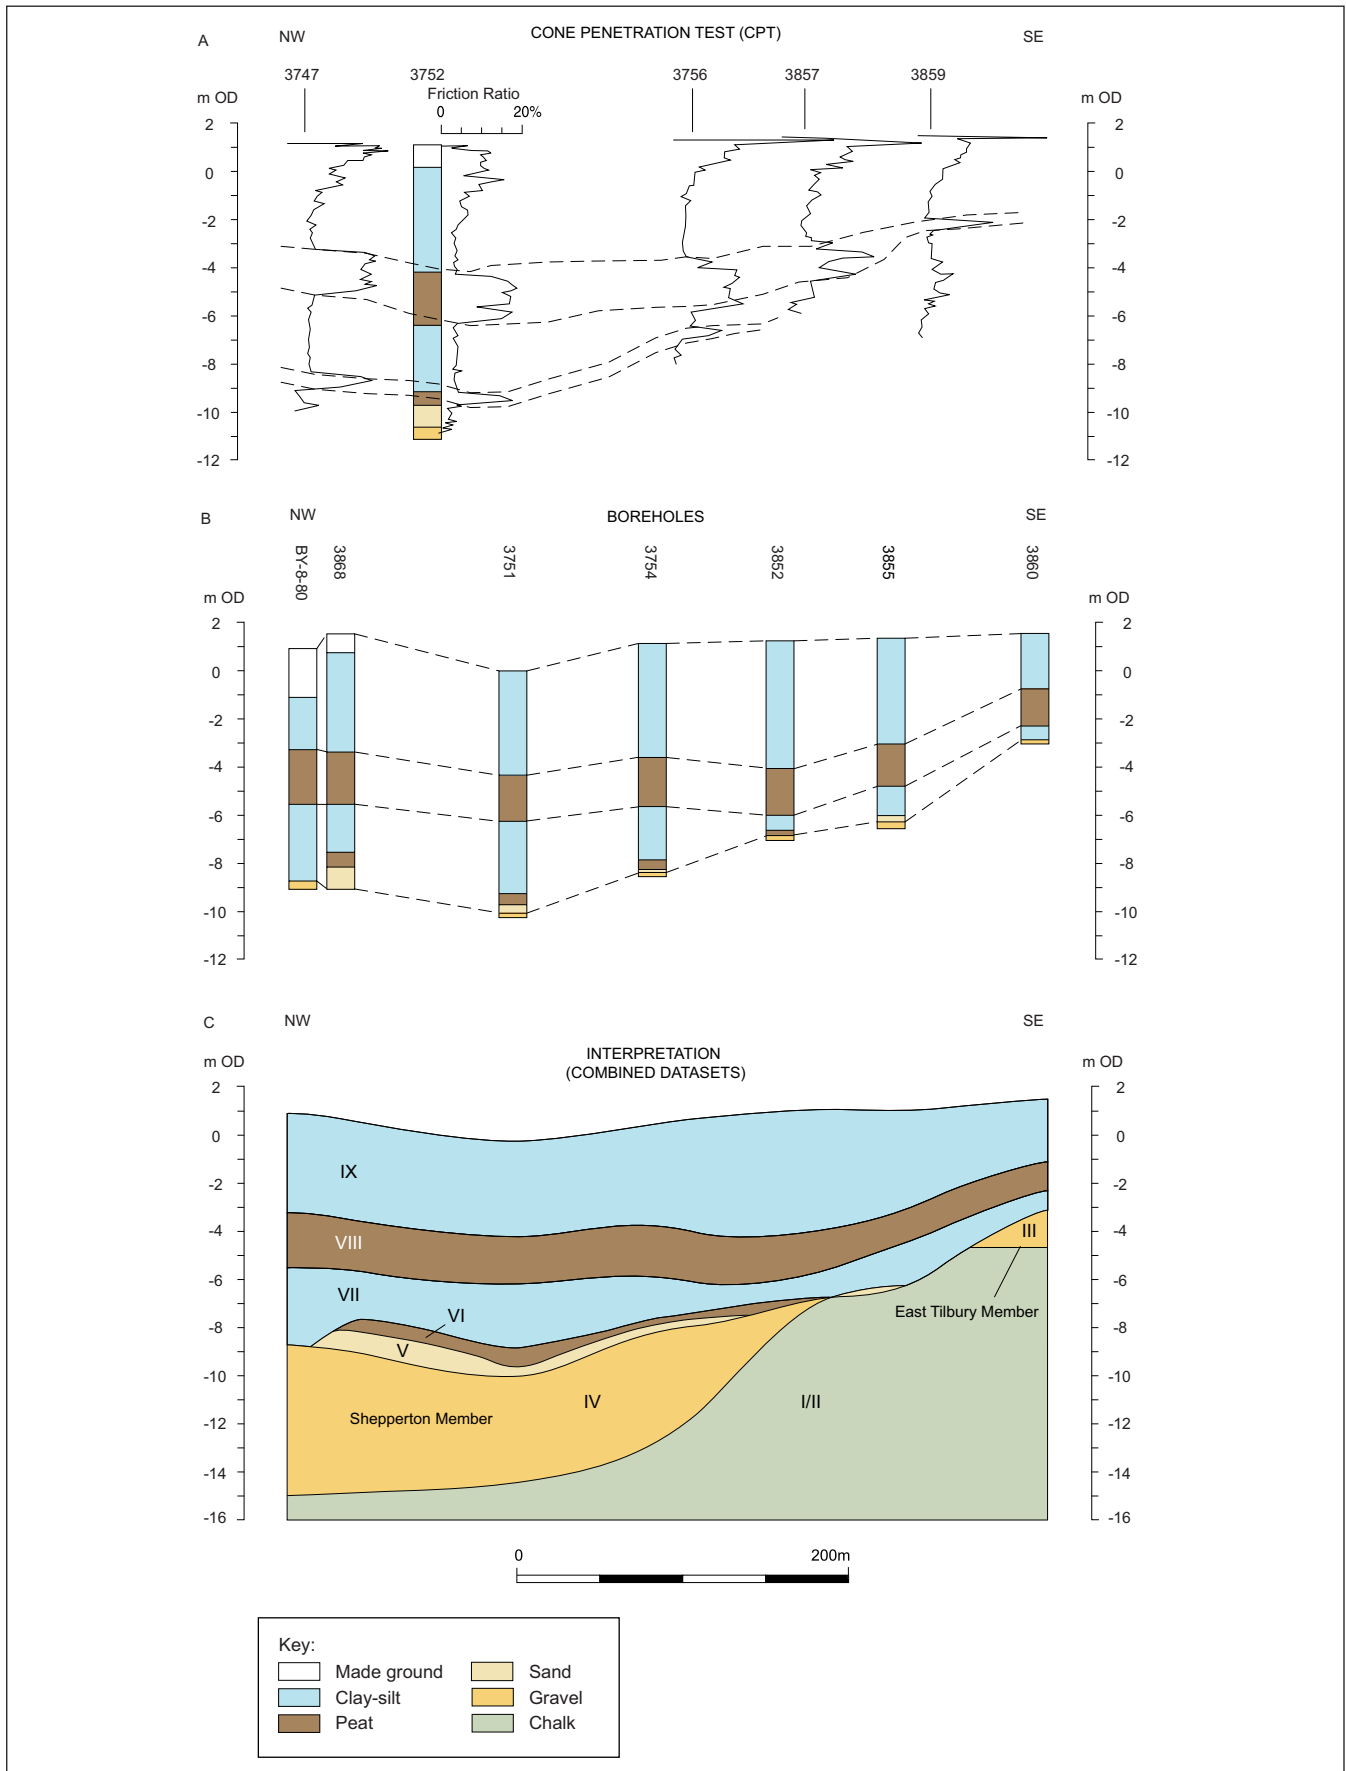 A
NW
CONE PENETRATION TEST (CPT)
SE
3747
3752
3756
3857
3859
Friction Ratio
0
20%
m OD
m OD
2
2
0
0
-2
-2
-4
-4
-6
-6
-8
-8
-10
-10
-12
-12
B
NW
BOREHOLES
SE
BY-8-80
3868
3751
3754
3852
3855
3860
m OD
m OD
2
2
0
0
-2
-2
-4
-4
-6
-6
-8
-8
-10
-10
-12
-12
C
NW
SE
INTERPRETATION
(COMBINED DATASETS)
m OD
m OD
2
2
0
0
-2
-2
-4
-4
-6
-6
-8
-8
-10
-10
-12
-12
-14
-14
-16
-16
IX
VIII
III
VII
East Tilbury Member
VI
V
IV
I/II
Shepperton Member
0
200m
Key:
Made ground
Sand
Clay-silt
Gravel
Peat
Chalk